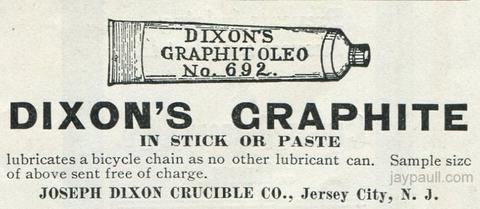 DIXON'S
GRAPHITOLEO
No. 692.
DIXON'S GRAPHITE
IN STICK OR PASTE
lubricates a bicycle chain as no other lubricant can. Sample size
of above sent free of charge.
jaypaull.com
JOSEPH DIXON CRUCIBLE CO., Jersey City, N. J.